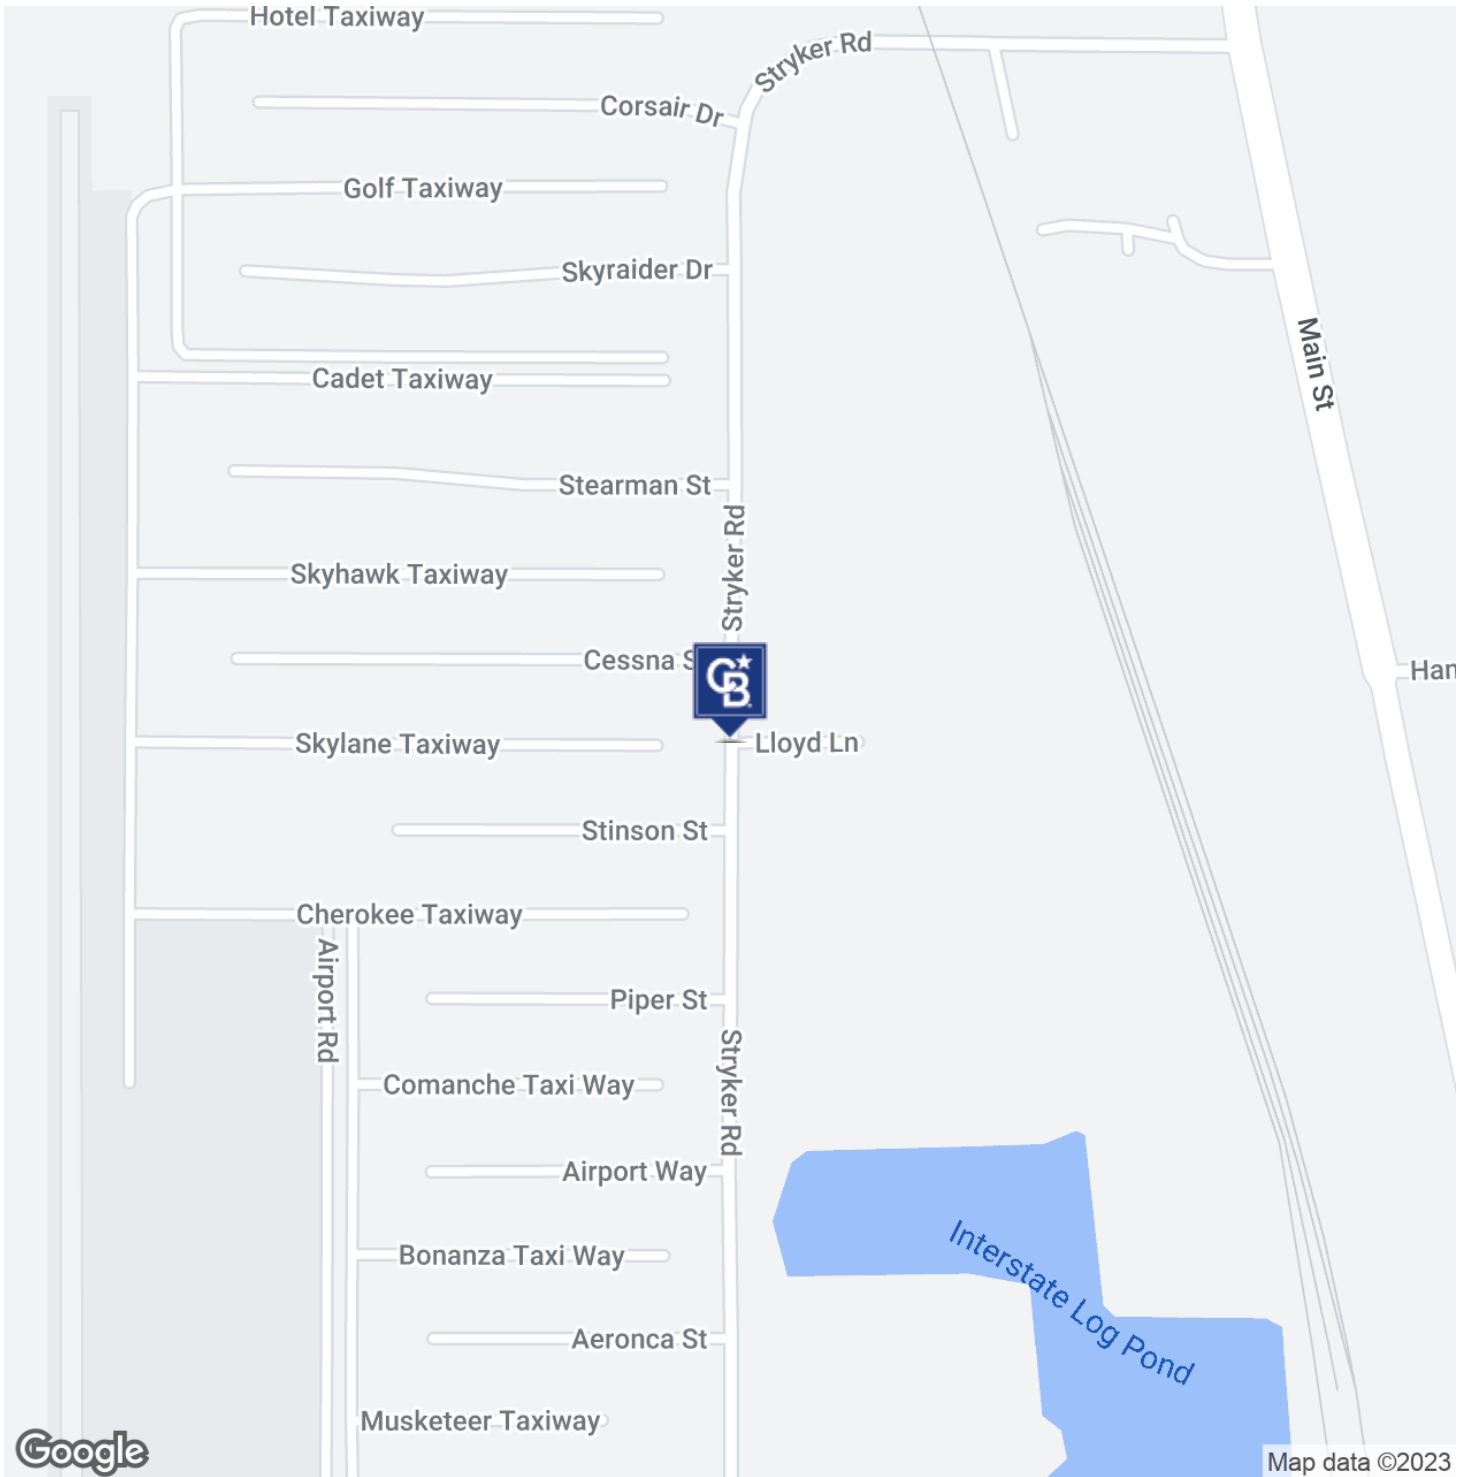 Hotel Taxiway
Stryker Rd
Corsair Dr
Golf Taxiway
Skyraider Dr
Main St
Cadet Taxiway
Stearman St
Stryker Rd
Skyhawk Taxiway
Cessna S
Han
CB
Skylane Taxiway
Lloyd Ln
Stinson St
Cherokee Taxiway
Airport Rd
Piper St
Stryker Rd
Comanche Taxi Way
Airport Way
Interstate Log Pond
Bonanza Taxi Way
Aeronca St
Musketeer Taxiway
Google
Map data ©2023